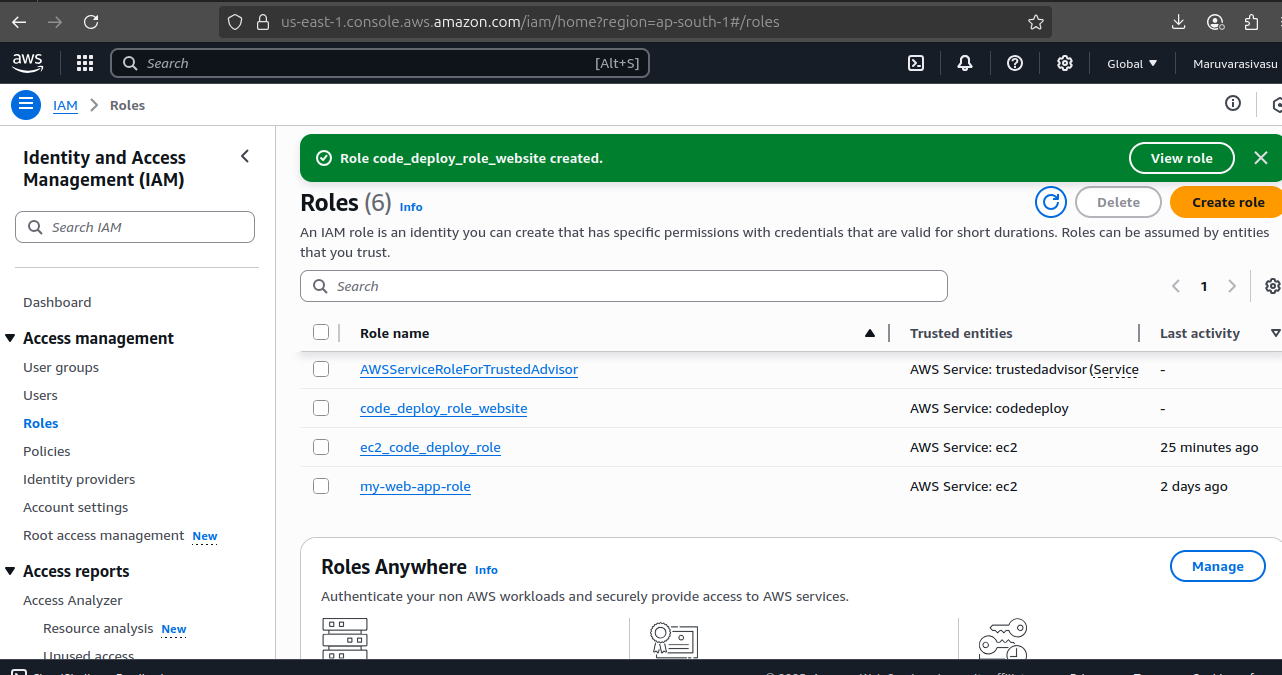 us-east-1.console.aws.amazon.com/iam/home?region=ap-south-1#/roles
aws
Search
[Alt+S]
Global
Maruvarasivasu
IAM
Roles
Identity and Access
Management (IAM)
Search IAM
Dashboard
Access management
User groups
Users
Roles
Policies
Identity providers
Account settings
Root access management New
Access reports
Access Analyzer
Resource analysis New
Unused access
Role code_deploy_role_website created.
View role
Roles (6) Info
Delete
Create role
An IAM role is an identity you can create that has specific permissions with credentials that are valid for short durations. Roles can be assumed by entities
that you trust.
Search
1
Role name Trusted entities Last activity
AWSServiceRoleForTrustedAdvisor AWS Service: trustedadvisor (Service -
code_deploy_role_website AWS Service: codedeploy -
ec2_code_deploy_role AWS Service: ec2 25 minutes ago
my-web-app-role AWS Service: ec2 2 days ago
Roles Anywhere Info
Manage
Authenticate your non AWS workloads and securely provide access to AWS services.